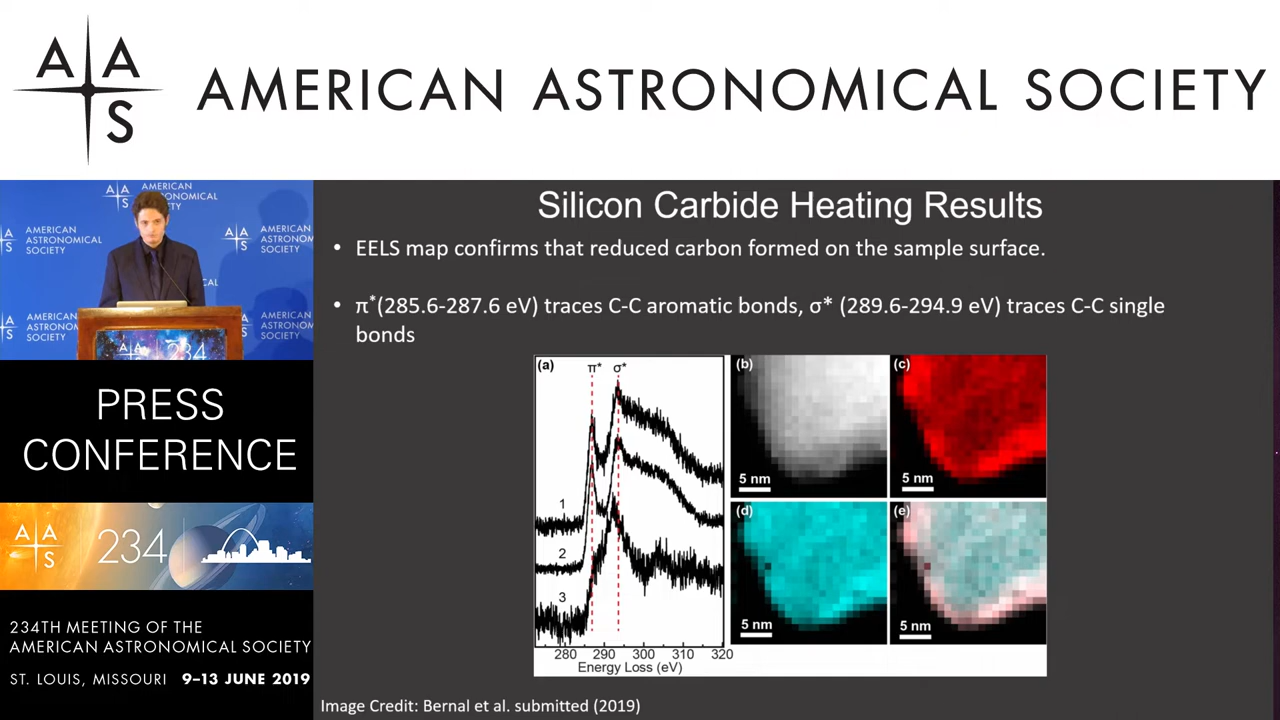 A A
S
AMERICAN ASTRONOMICAL SOCIETY
AMERICAN
ASTRONOMICAL
SOCIETY
AMERICAN
ASTRONOMICAL
SOCIETY
AMERICAN
SOCIETY
234
PRESS
CONFERENCE
A A
S
234
234TH MEETING OF THE
AMERICAN ASTRONOMICAL SOCIETY
ST. LOUIS, MISSOURI 9–13 JUNE 2019
Silicon Carbide Heating Results
• EELS map confirms that reduced carbon formed on the sample surface.
• π*(285.6-287.6 eV) traces C-C aromatic bonds, σ* (289.6-294.9 eV) traces C-C single
bonds
(a) π* σ*
1
2
3
280 290 300 310 320
Energy Loss (eV)
(b)
5 nm
(c)
5 nm
(d)
5 nm
(e)
5 nm
Image Credit: Bernal et al. submitted (2019)